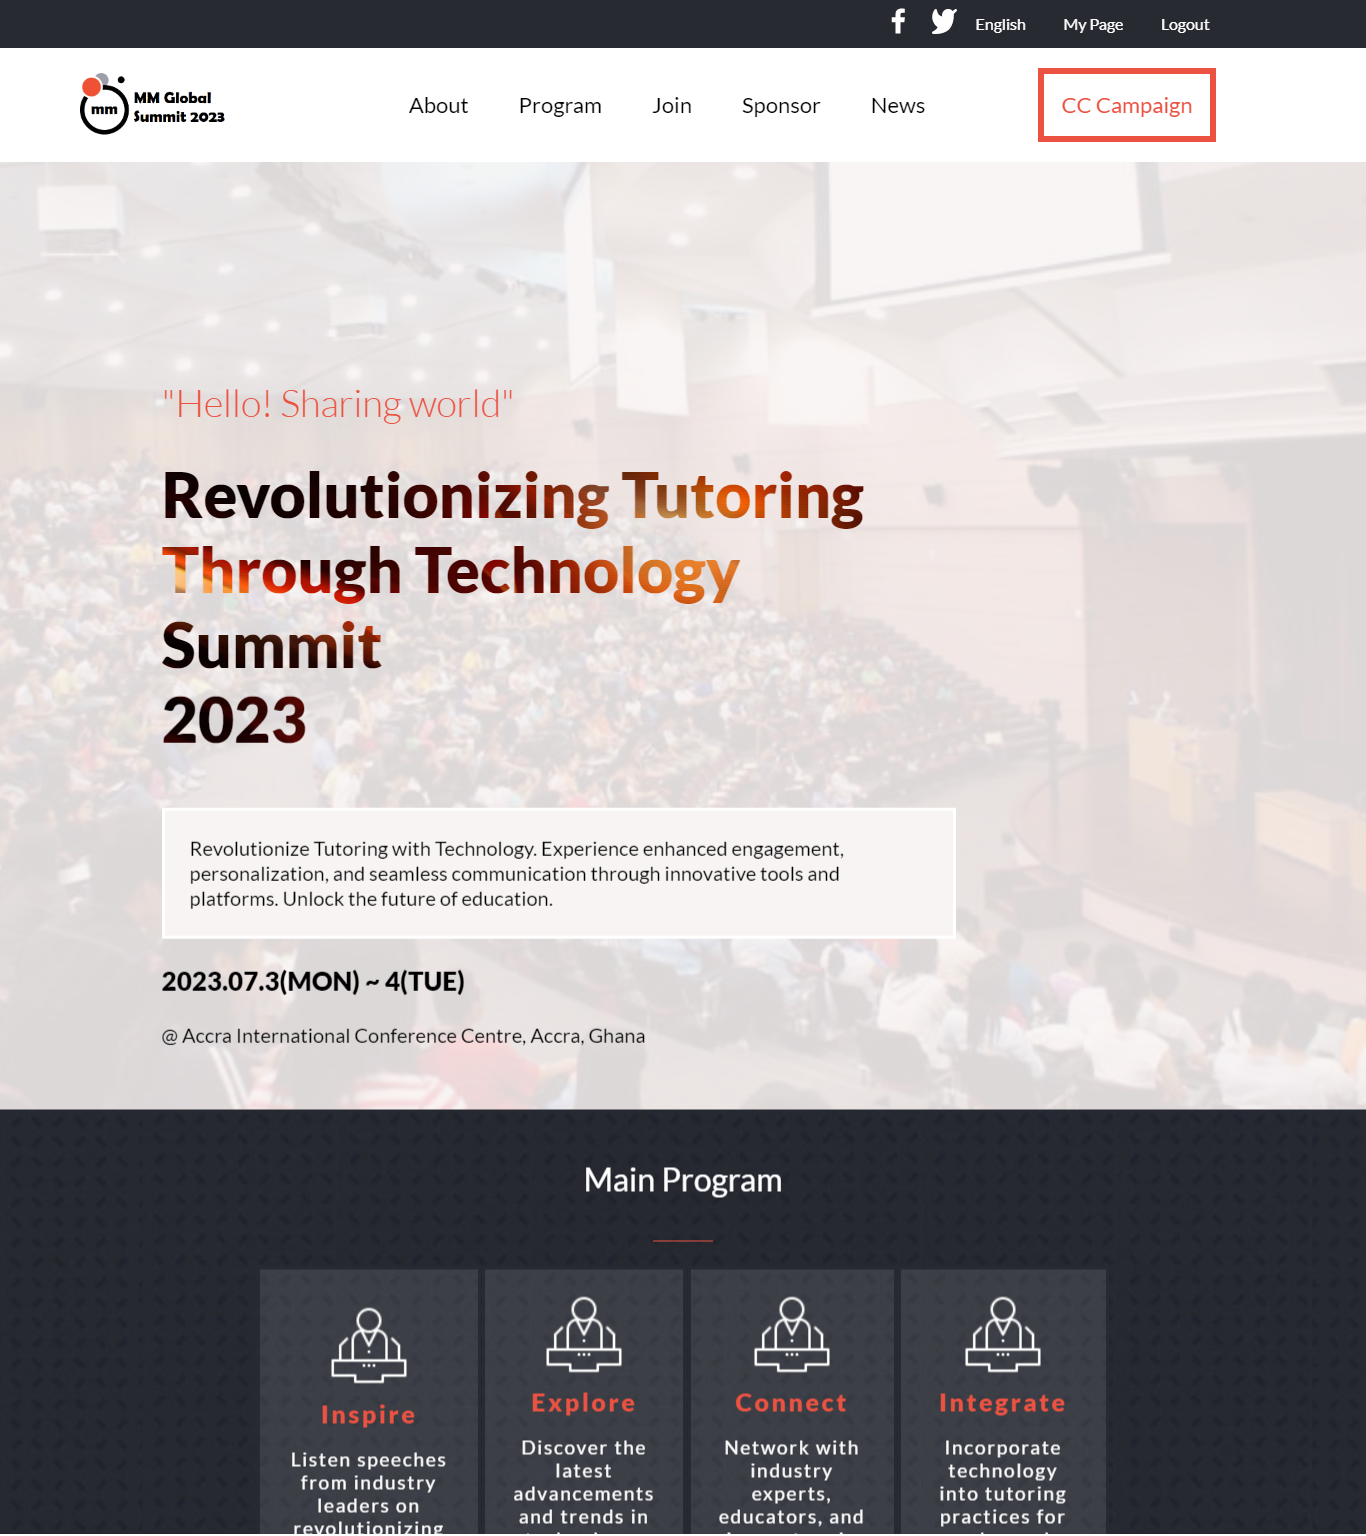 English My Page Logout
mm
MM Global
Summit 2023
About Program Join Sponsor News CC Campaign
"Hello! Sharing world"
Revolutionizing Tutoring
Through Technology
Summit
2023
Revolutionize Tutoring with Technology. Experience enhanced engagement,
personalization, and seamless communication through innovative tools and
platforms. Unlock the future of education.
2023.07.3(MON) ~ 4(TUE)
@ Accra International Conference Centre, Accra, Ghana
Main Program
Inspire
Listen speeches
from industry
leaders on
revolutionizing
Explore
Discover the
latest
advancements
and trends in
Connect
Network with
industry
experts,
educators, and
Integrate
Incorporate
technology
into tutoring
practices for